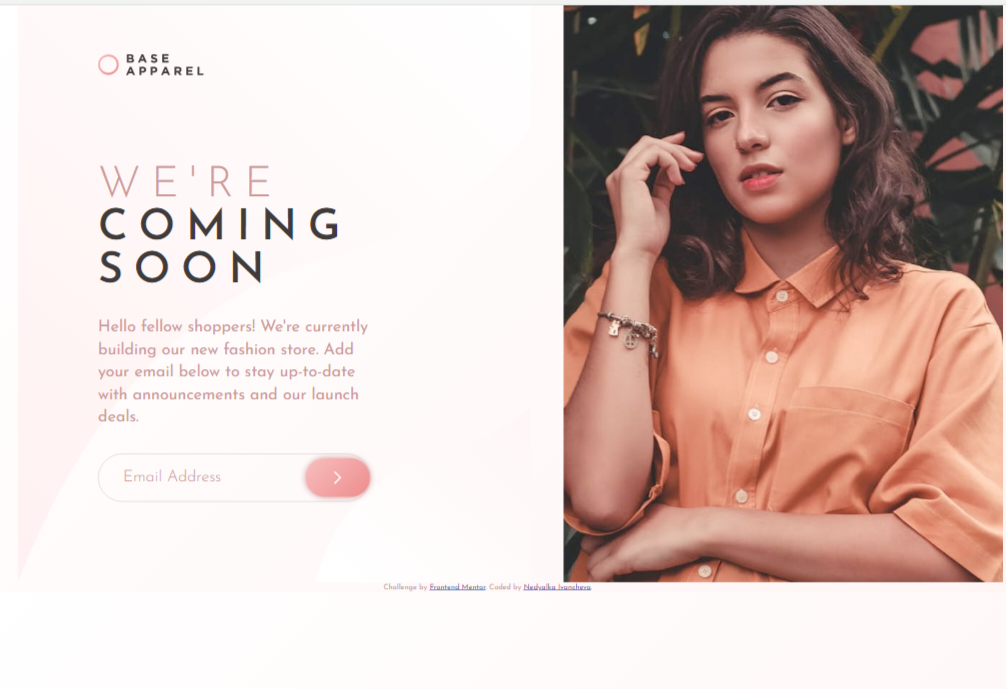 BASE
APPAREL
WE'RE
COMING
SOON
Hello fellow shoppers! We're currently
building our new fashion store. Add
your email below to stay up-to-date
with announcements and our launch
deals.
Email Address
Challenge by Frontend Mentor. Coded by Nedyalka Ivancheva.